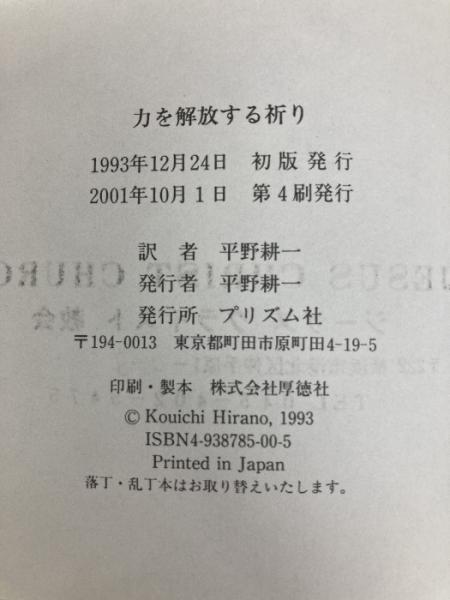 力を解放する祈り
1993年12月24日 初版発行
2001年10月1日 第4刷発行
訳者 平野耕一
発行者 平野耕一
発行所 プリズム社
〒194-0013 東京都町田市原町田4-19-5
印刷・製本 株式会社厚徳社
© Kouichi Hirano, 1993
ISBN4-938785-00-5
Printed in Japan
落丁・乱丁本はお取り替えいたします。
JESUS CHRIST CHURC